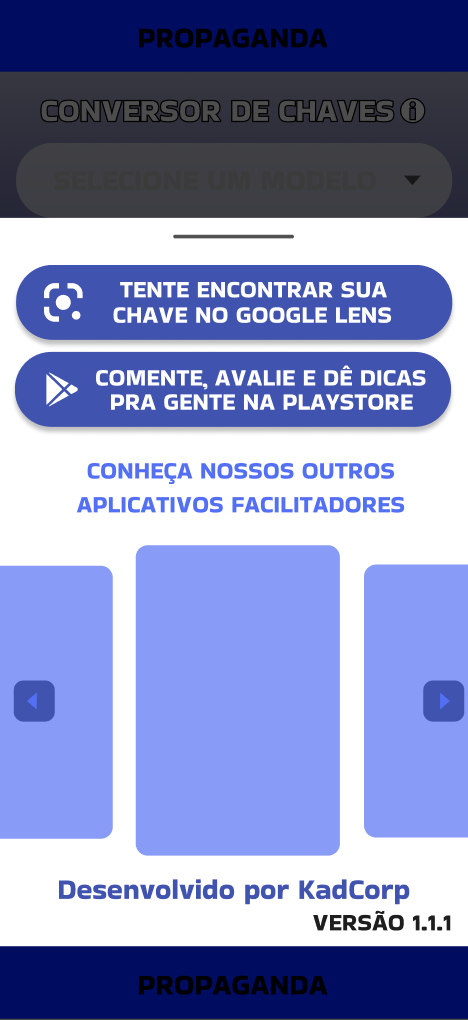 PROPAGANDA
CONVERSOR DE CHAVES
SELECIONE UM MODELO
TENTE ENCONTRAR SUA
CHAVE NO GOOGLE LENS
COMENTE, AVALIE E DÊ DICAS
PRA GENTE NA PLAYSTORE
CONHEÇA NOSSOS OUTROS
APLICATIVOS FACILITADORES
Desenvolvido por KadCorp
VERSÃO 1.1.1
PROPAGANDA